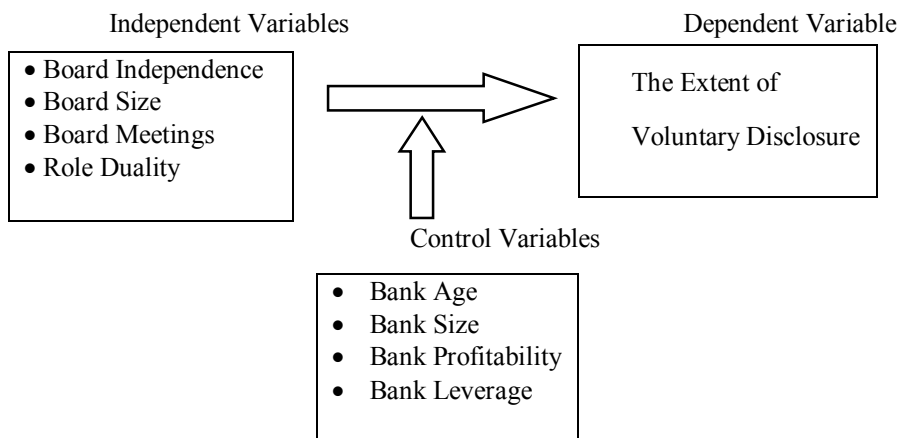 Independent Variables
Dependent Variable
• Board Independence
• Board Size
• Board Meetings
• Role Duality
The Extent of
Voluntary Disclosure
Control Variables
• Bank Age
• Bank Size
• Bank Profitability
• Bank Leverage